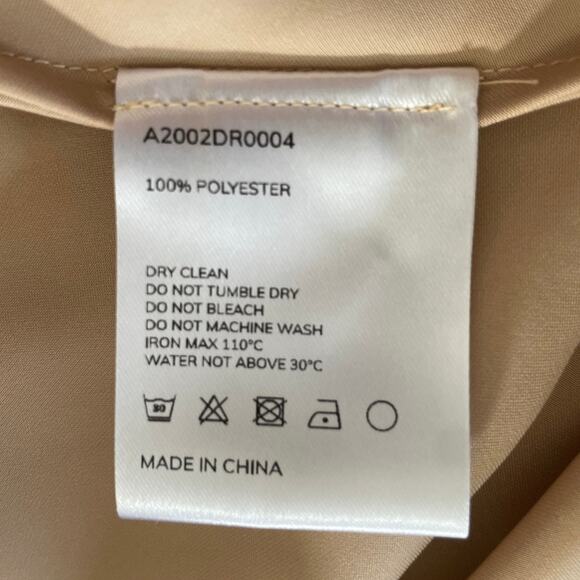 A2002DR0004
100% POLYESTER
DRY CLEAN
DO NOT TUMBLE DRY
DO NOT BLEACH
DO NOT MACHINE WASH
IRON MAX 110°C
WATER NOT ABOVE 30°C
30
MADE IN CHINA